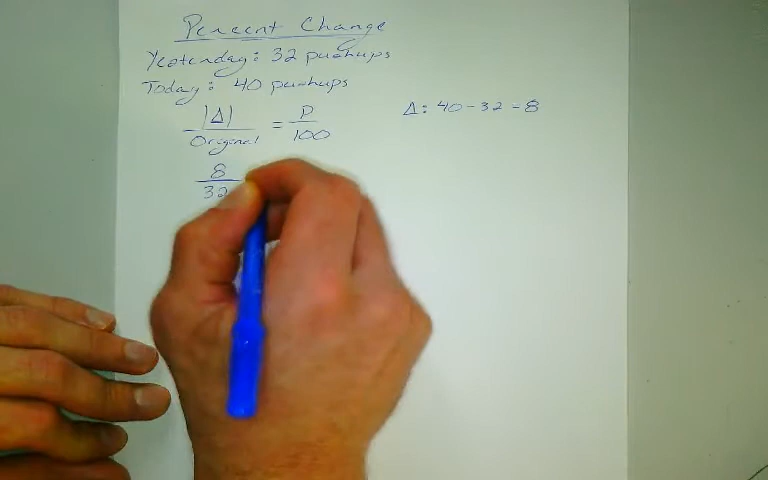 Percent Change
Yesterday: 32 pushups
Today: 40 pushups
|Δ| / Original = P / 100
Δ: 40 - 32 = 8
8 / 32